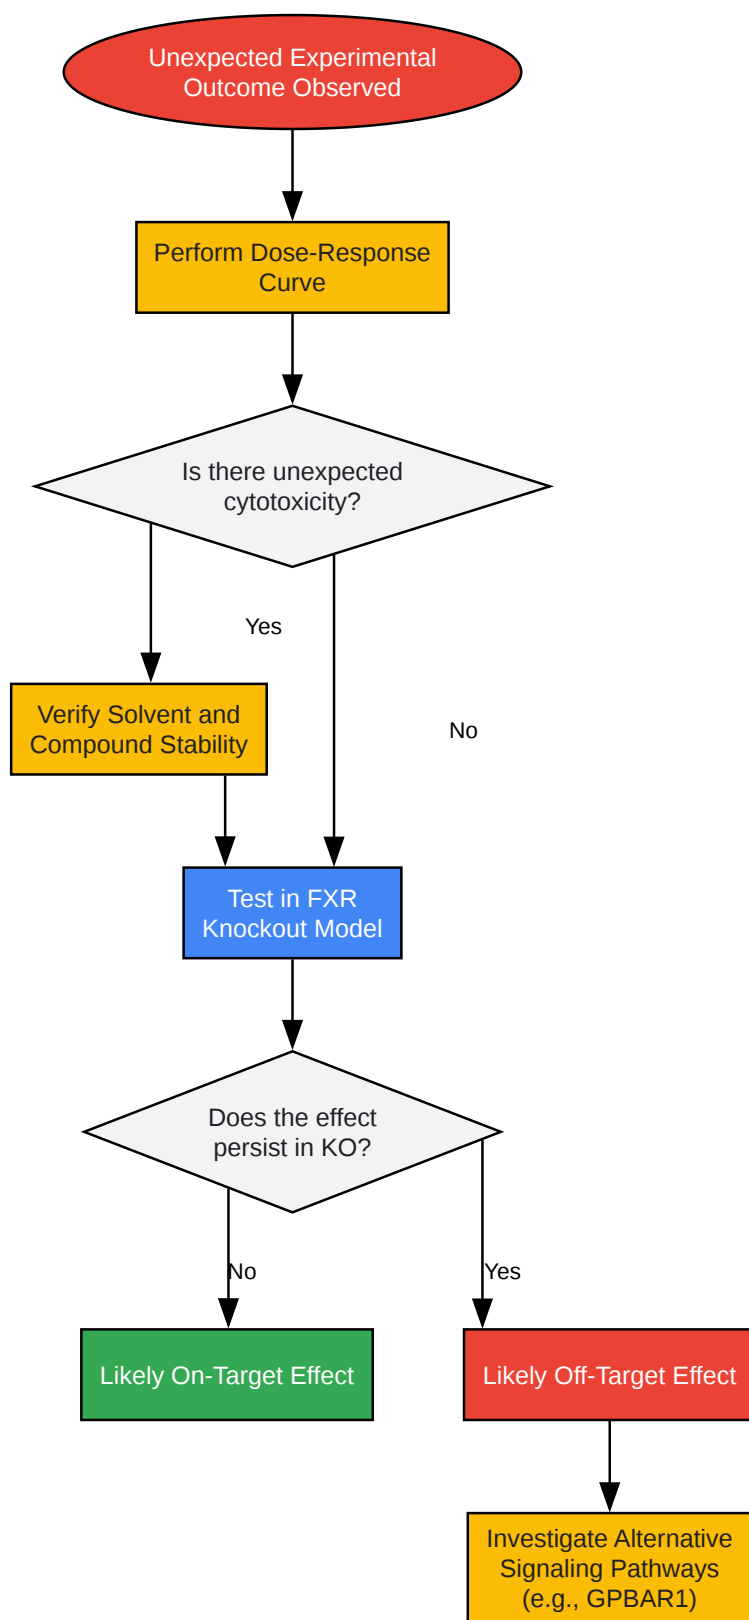 Unexpected Experimental
Outcome Observed
Perform Dose-Response
Curve
Is there unexpected
cytotoxicity?
Yes
Verify Solvent and
Compound Stability
No
Test in FXR
Knockout Model
Does the effect
persist in KO?
No
Yes
Likely On-Target Effect
Likely Off-Target Effect
Investigate Alternative
Signaling Pathways
(e.g., GPBAR1)